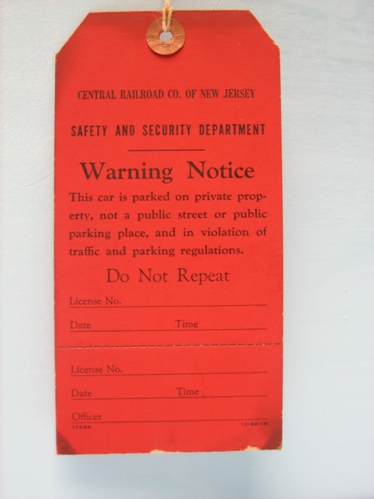 CENTRAL RAILROAD CO. OF NEW JERSEY
SAFETY AND SECURITY DEPARTMENT
Warning Notice
This car is parked on private prop-
erty, not a public street or public
parking place, and in violation of
traffic and parking regulations.
Do Not Repeat
License No.
Date Time
License No.
Date Time
Officer